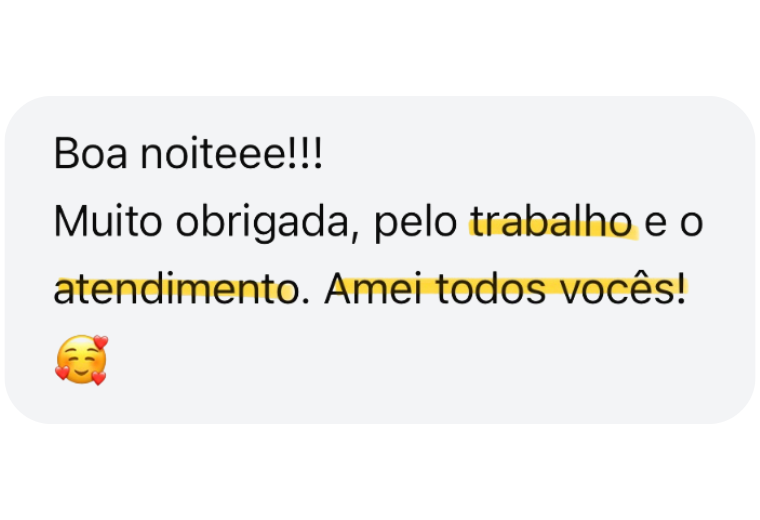 Boa noiteee!!!
Muito obrigada, pelo trabalho e o
atendimento. Amei todos vocês!
🥰